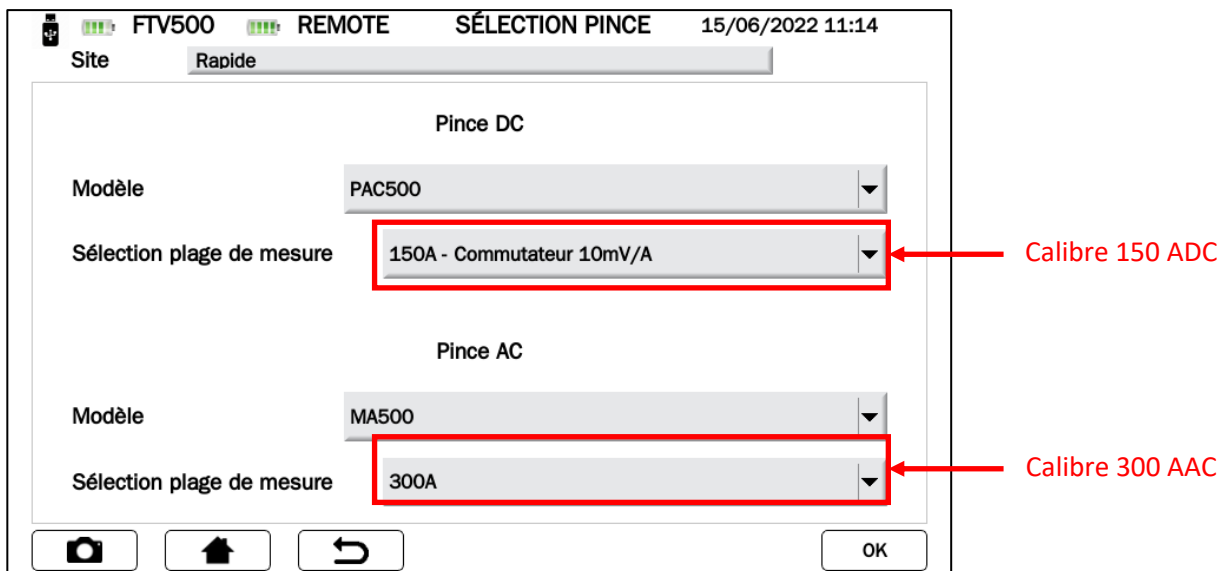 FTV500 REMOTE SÉLECTION PINCE 15/06/2022 11:14
Site Rapide
Pince DC
Modèle PAC500
Sélection plage de mesure 150A - Commutateur 10mV/A Calibre 150 ADC
Pince AC
Modèle MA500
Sélection plage de mesure 300A Calibre 300 AAC
OK